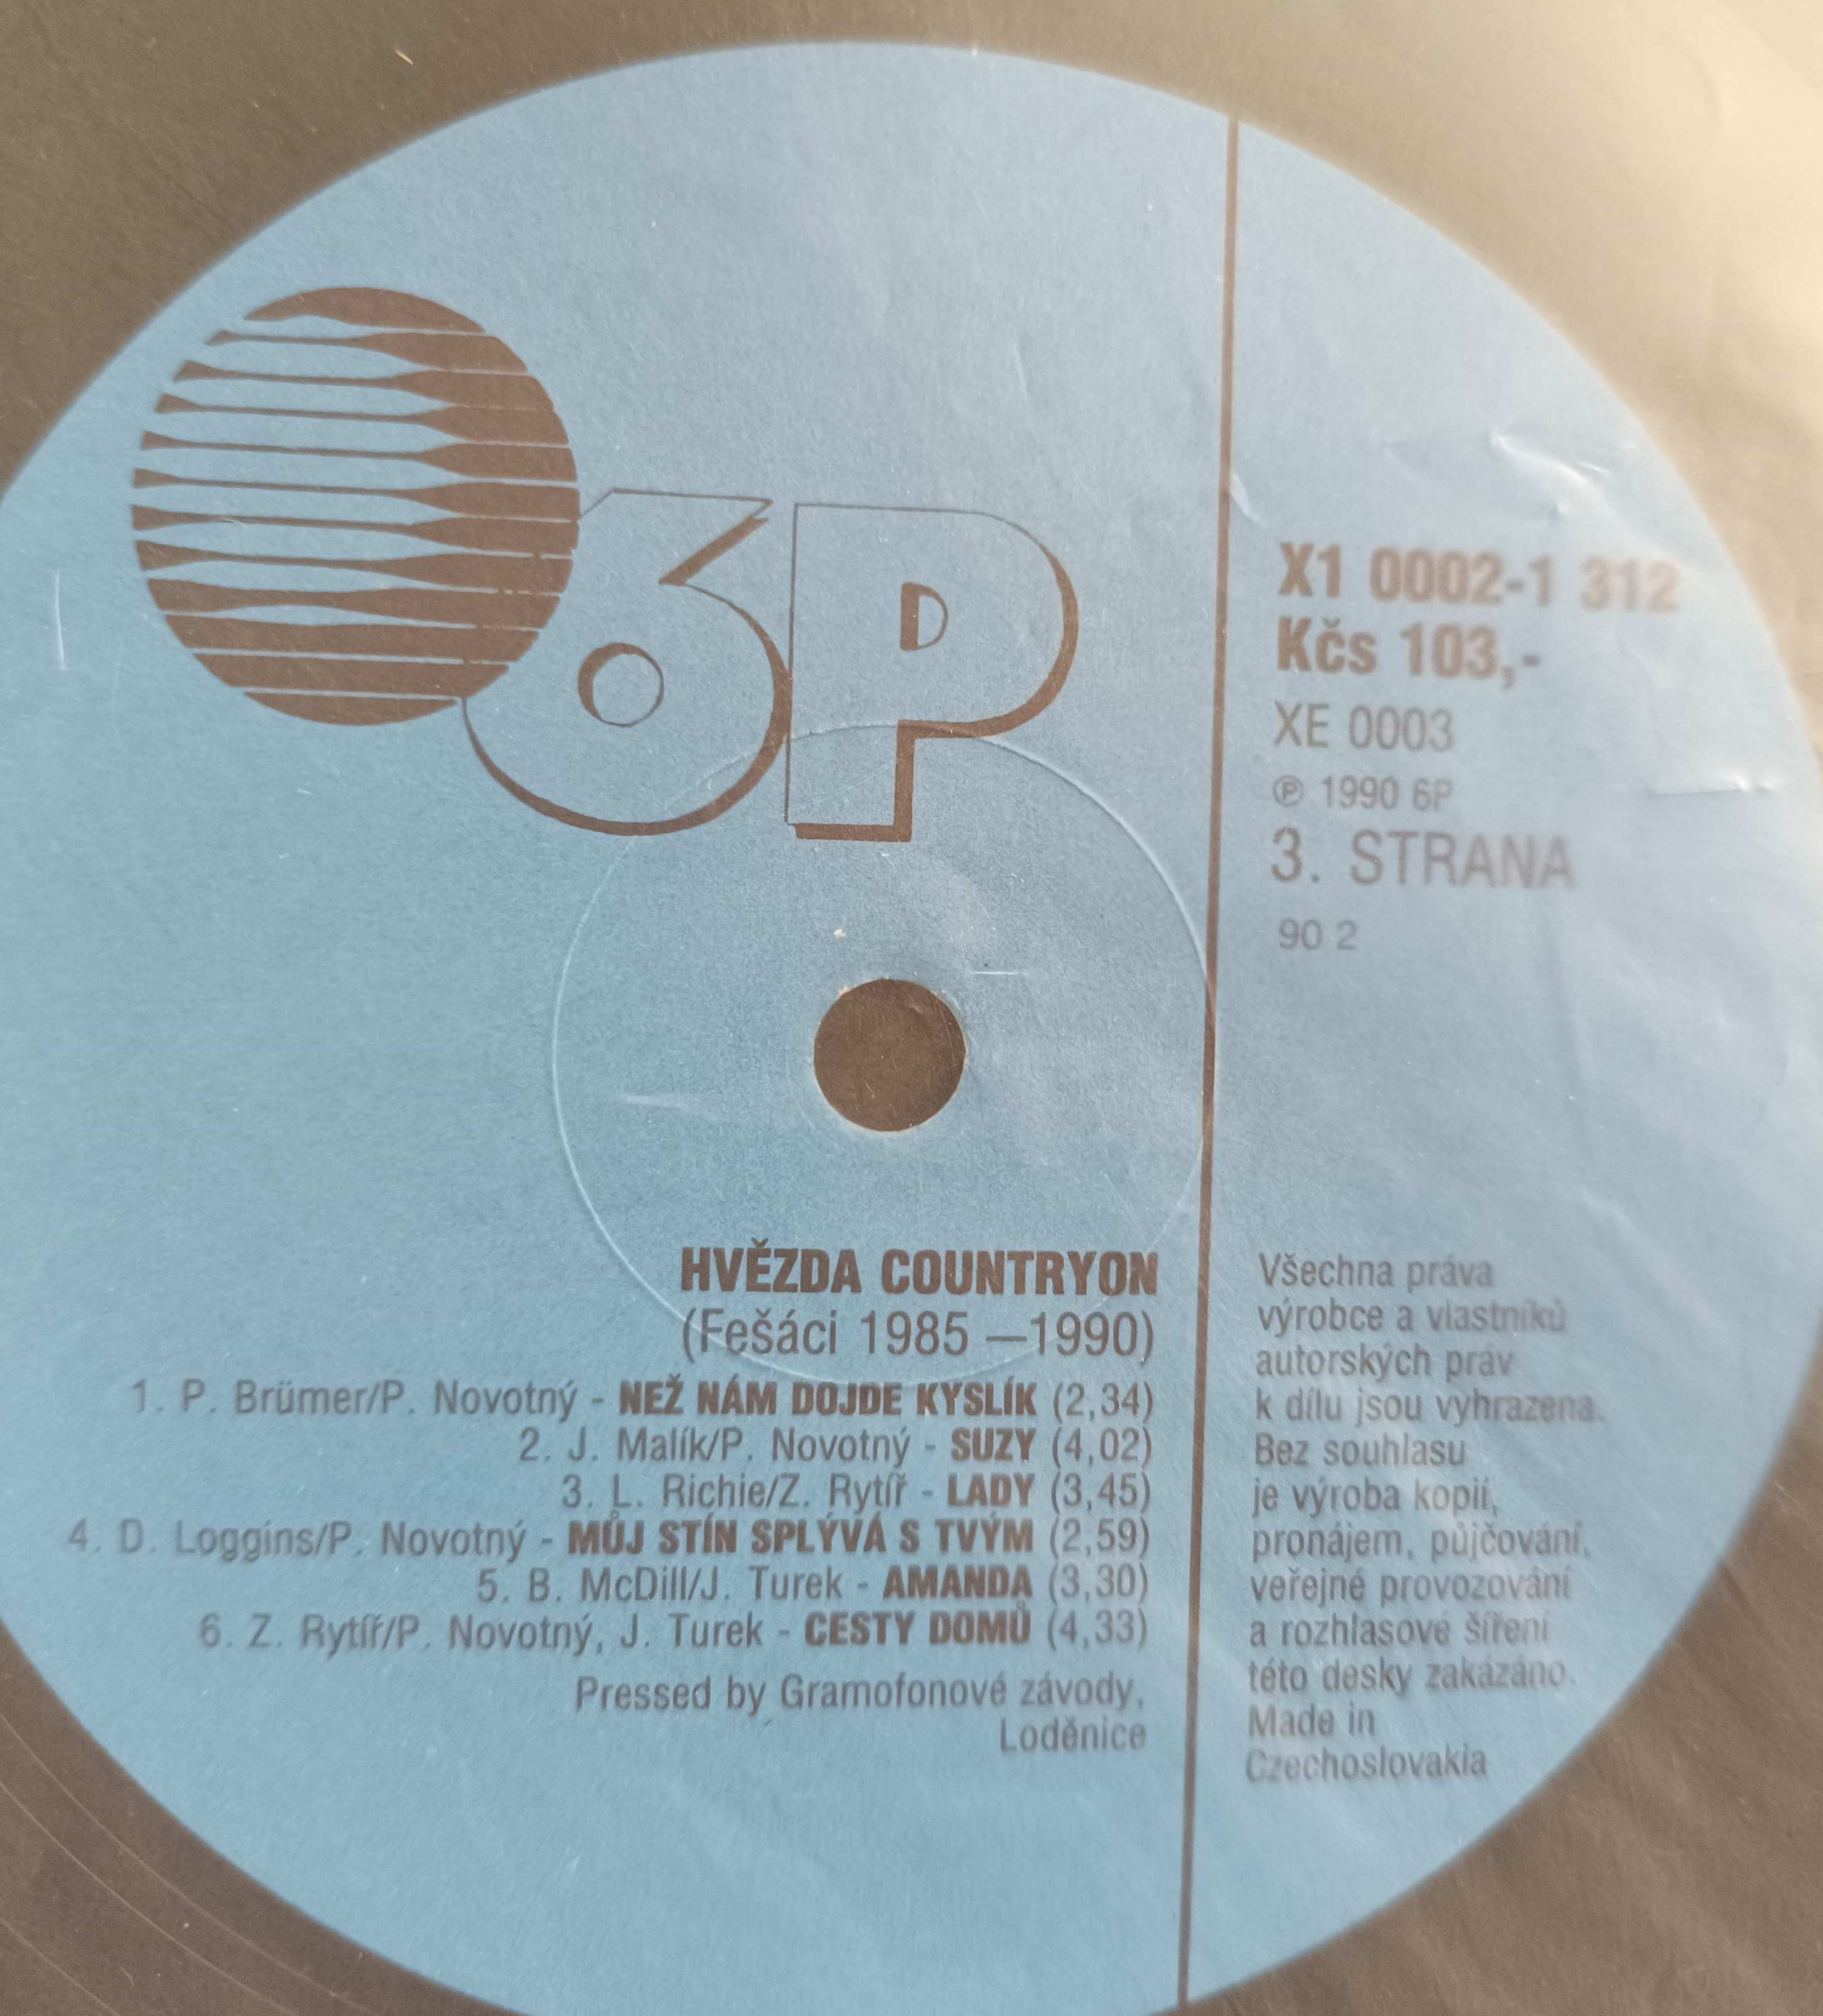 6P
X1 0002-1 312
Kčs 103,-
XE 0003
℗ 1990 6P
3. STRANA
90 2
HVĚZDA COUNTRYON
(Fešáci 1985 —1990)
1. P. Brümer/P. Novotný - NEŽ NÁM DOJDE KYSLÍK (2,34)
2. J. Malík/P. Novotný - SUZY (4,02)
3. L. Richie/Z. Rytíř - LADY (3,45)
4. D. Loggins/P. Novotný - MŮJ STÍN SPLÝVÁ S TVÝM (2,59)
5. B. McDill/J. Turek - AMANDA (3,30)
6. Z. Rytíř/P. Novotný, J. Turek - CESTY DOMŮ (4,33)
Pressed by Gramofonové závody,
Loděnice
Všechna práva
výrobce a vlastníků
autorských práv
k dílu jsou vyhrazena.
Bez souhlasu
je výroba kopií,
pronájem, půjčování,
veřejné provozování
a rozhlasové šíření
této desky zakázáno.
Made in
Czechoslovakia